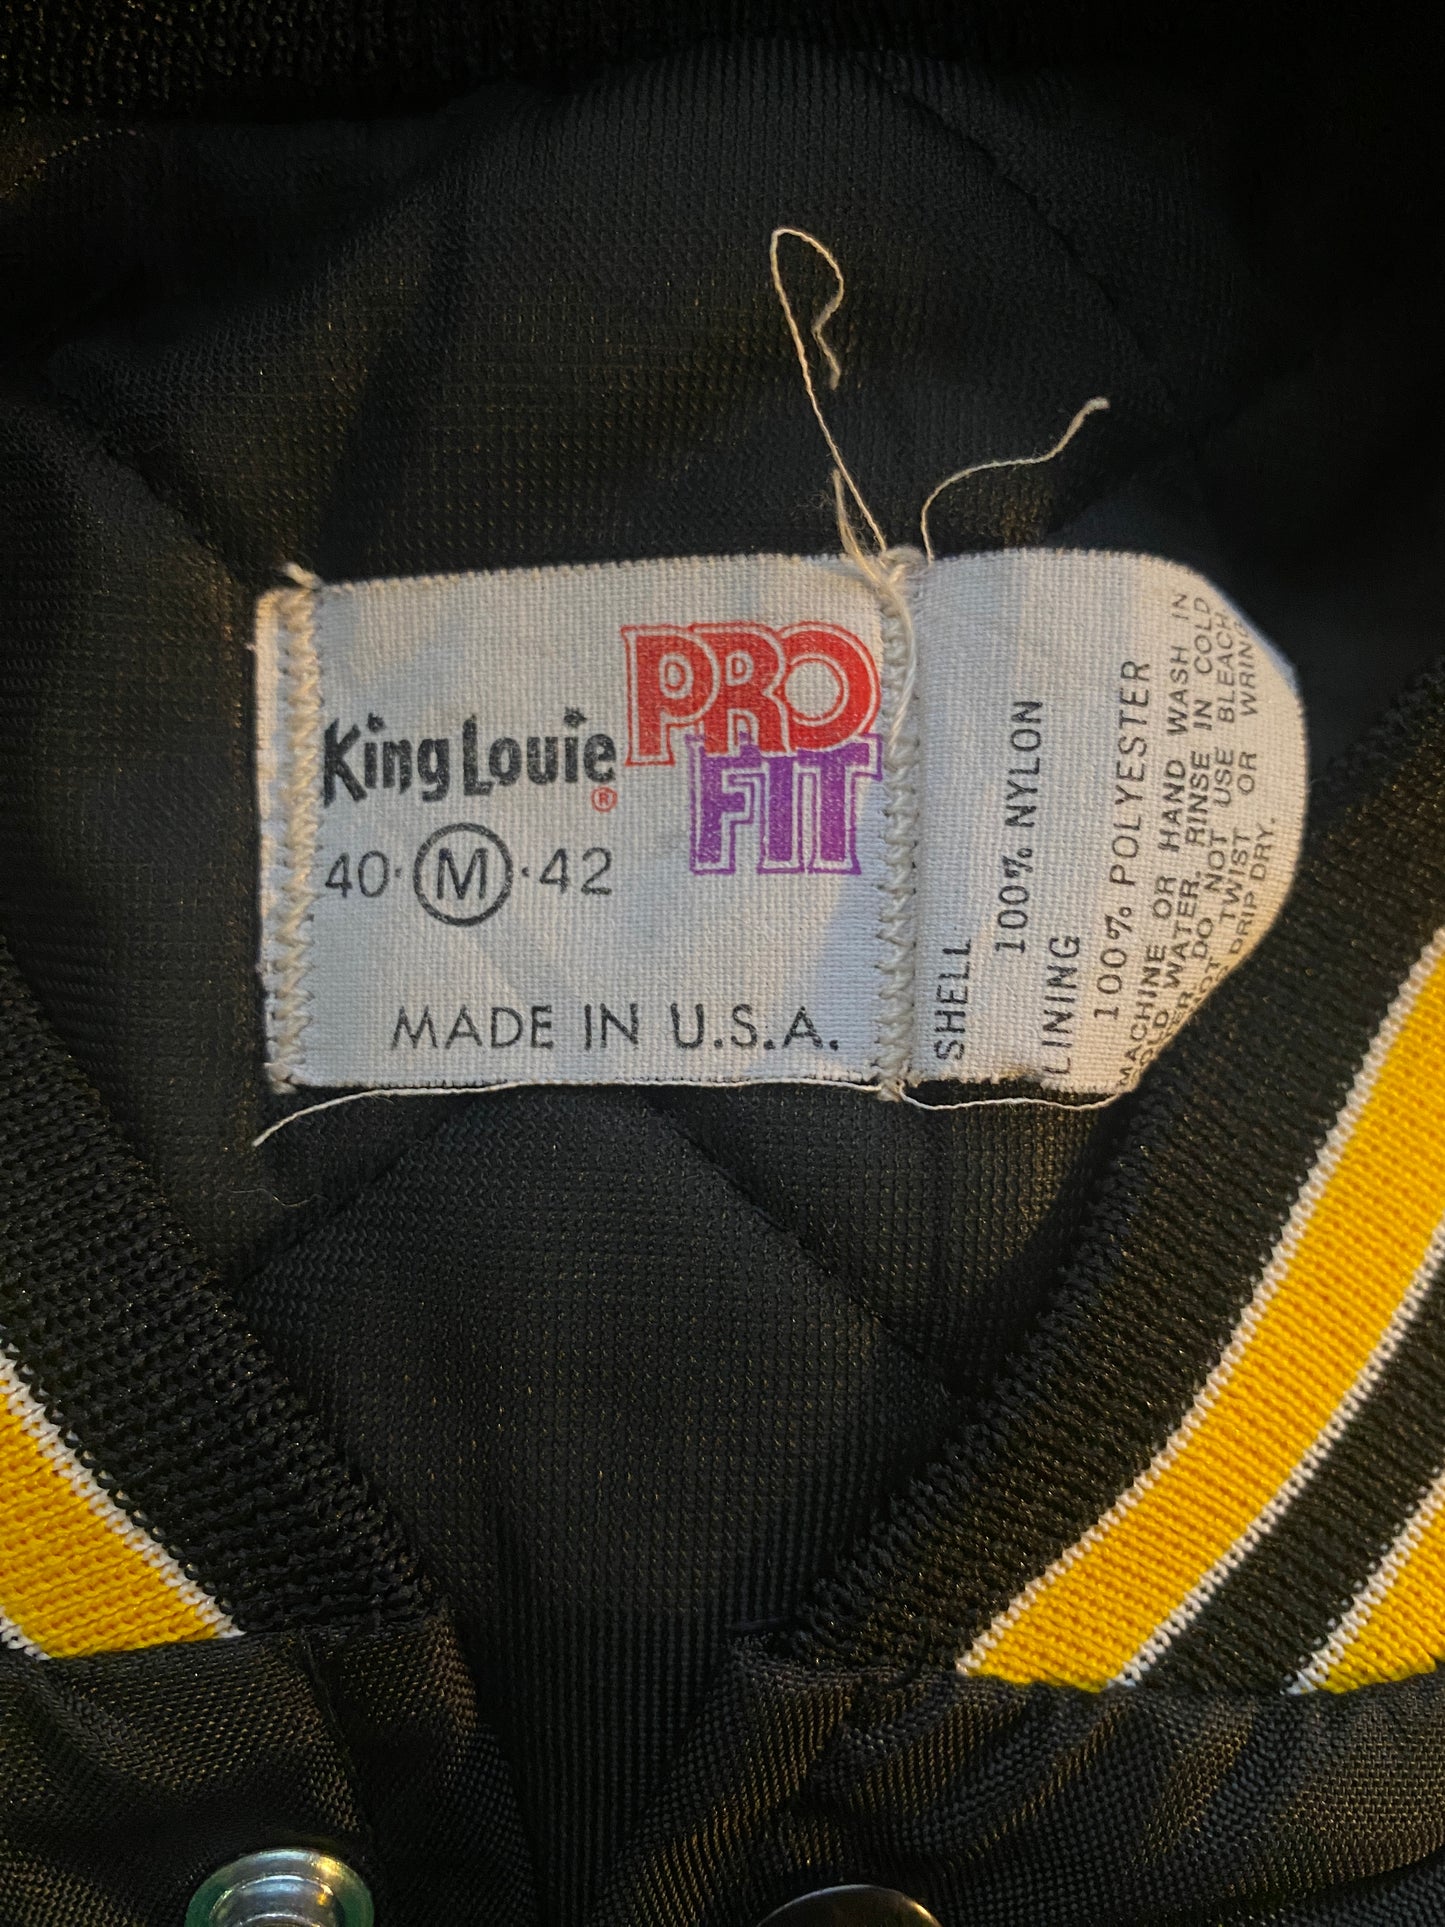 King Louie®
PRO
FIT
40·M·42
MADE IN U.S.A.
SHELL
100% NYLON
LINING
100% POLYESTER
MACHINE OR HAND WASH IN
WATER. RINSE IN COLD
DO NOT USE BLEACH
TWIST OR WRING
DRIP DRY.